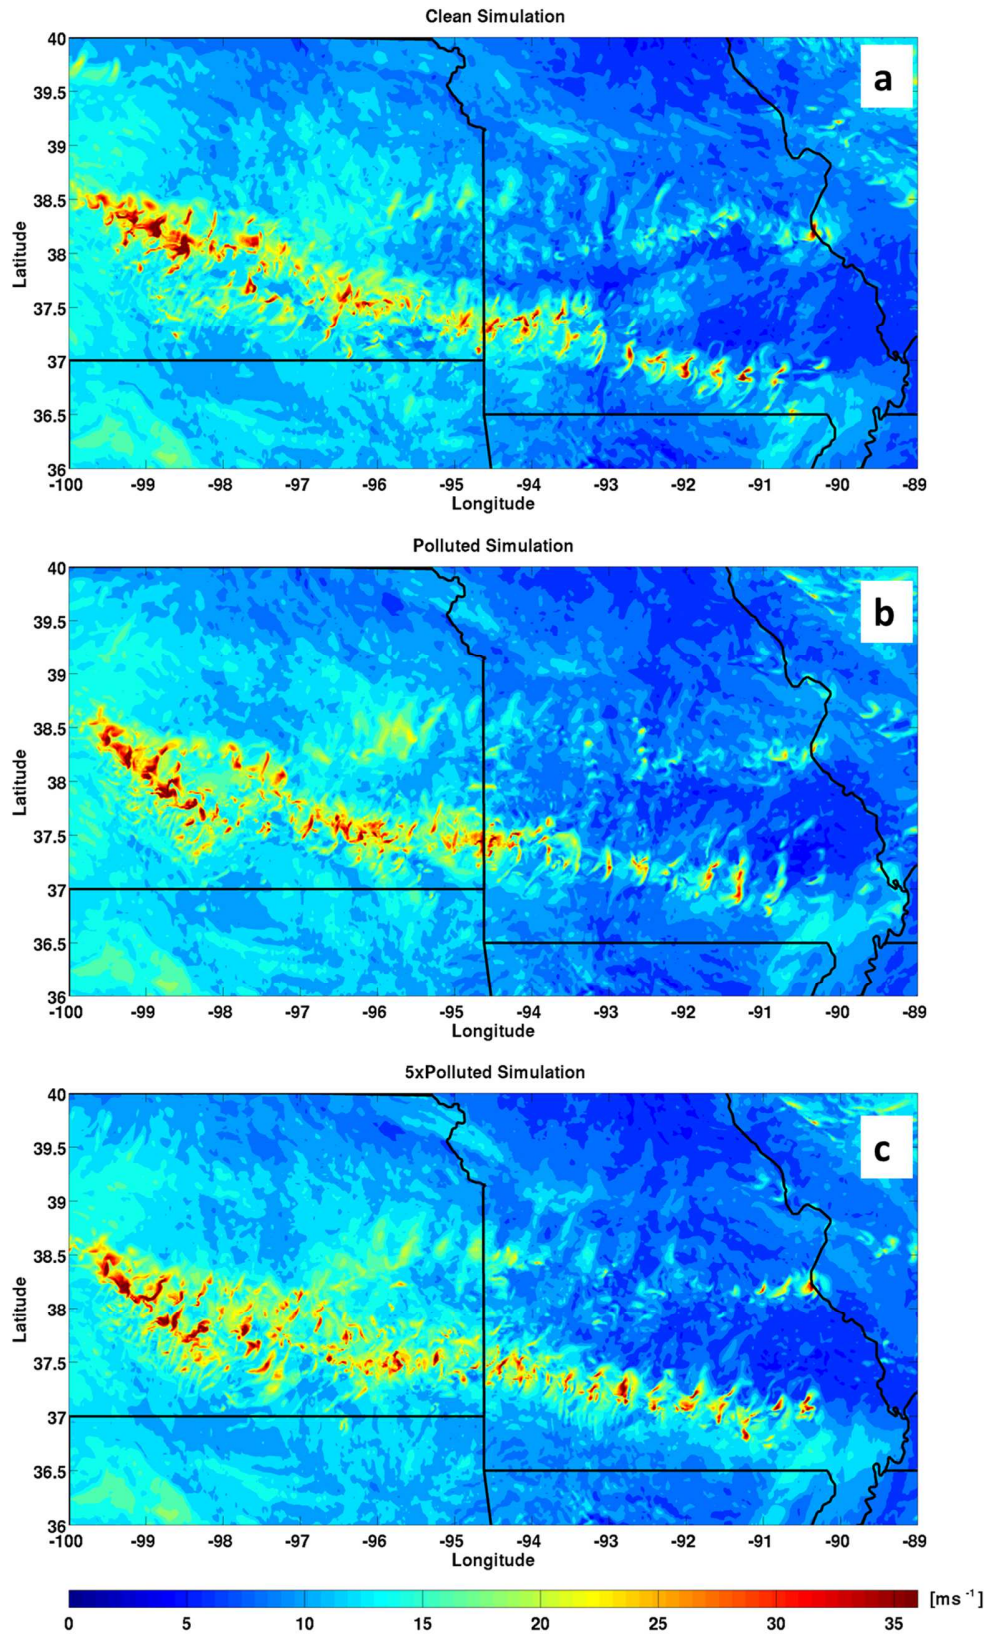 Clean Simulation
a
40
39.5
39
38.5
38
37.5
37
36.5
36
Latitude
-100 -99 -98 -97 -96 -95 -94 -93 -92 -91 -90 -89
Longitude
Polluted Simulation
b
40
39.5
39
38.5
38
37.5
37
36.5
36
Latitude
-100 -99 -98 -97 -96 -95 -94 -93 -92 -91 -90 -89
Longitude
5xPolluted Simulation
c
40
39.5
39
38.5
38
37.5
37
36.5
36
Latitude
-100 -99 -98 -97 -96 -95 -94 -93 -92 -91 -90 -89
Longitude
[ms⁻¹]
0 5 10 15 20 25 30 35